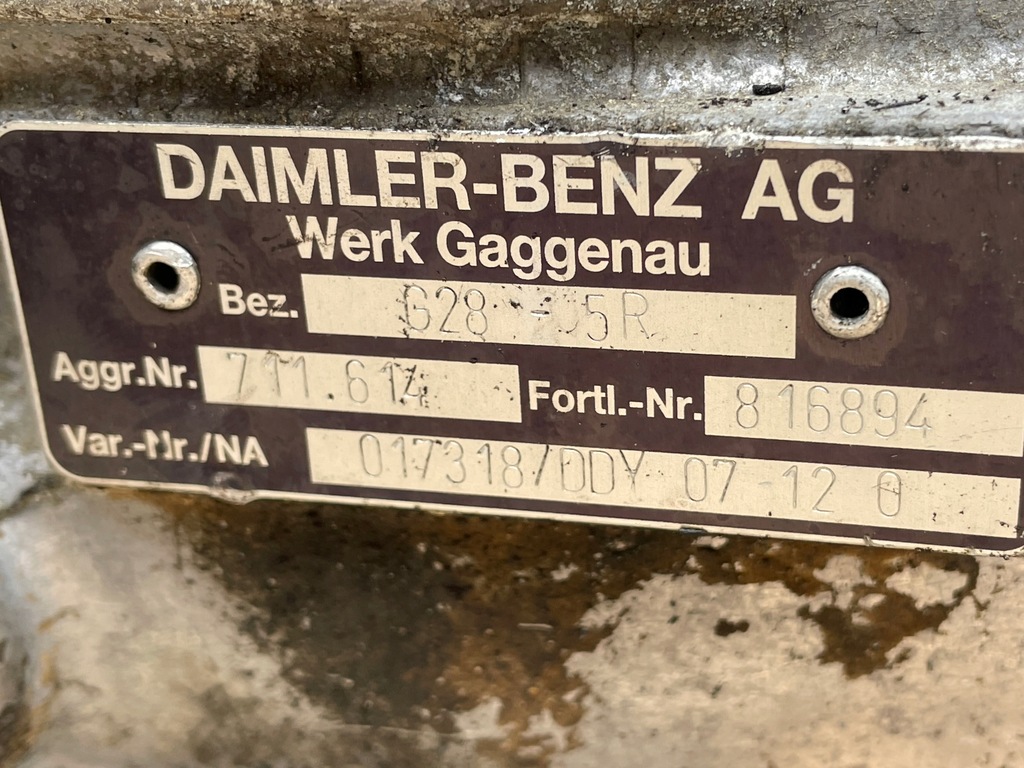 DAIMLER-BENZ AG
Werk Gaggenau
Bez. G28 - 5R
Aggr.Nr. 711.614 Fortl.-Nr. 816894
Var.-Nr./NA 017318/DDY 07 12 0